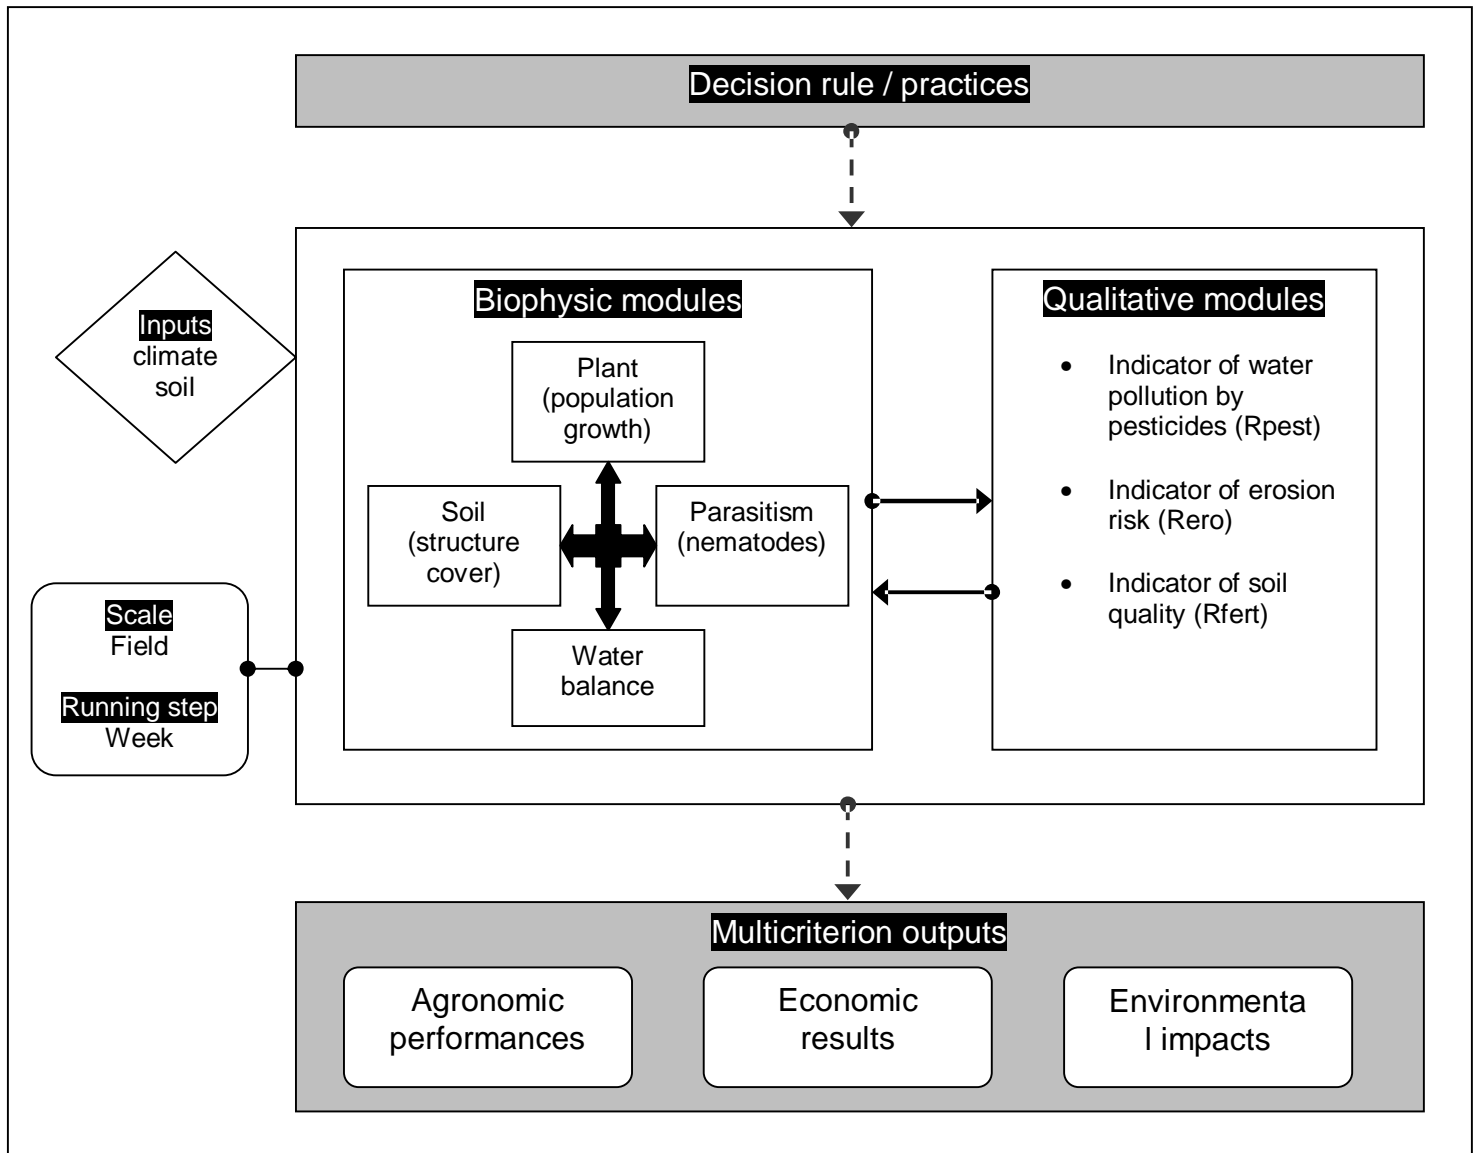 Decision rule / practices
Inputs
climate
soil
Biophysic modules
Plant
(population
growth)
Soil
(structure
cover)
Parasitism
(nematodes)
Water
balance
Qualitative modules
• Indicator of water
pollution by
pesticides (Rpest)
• Indicator of erosion
risk (Rero)
• Indicator of soil
quality (Rfert)
Scale
Field
Running step
Week
Multicriterion outputs
Agronomic
performances
Economic
results
Environmenta
l impacts